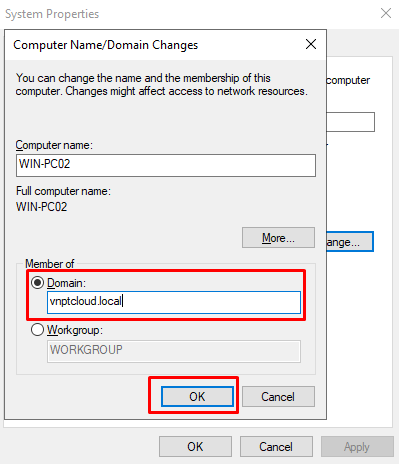 System Properties
Computer Name/Domain Changes
You can change the name and the membership of this
computer. Changes might affect access to network resources.
computer
Computer name:
WIN-PC02
Full computer name:
WIN-PC02
More...
ange...
Member of
Domain:
vnptcloud.local
Workgroup:
WORKGROUP
OK
Cancel
OK
Cancel
Apply